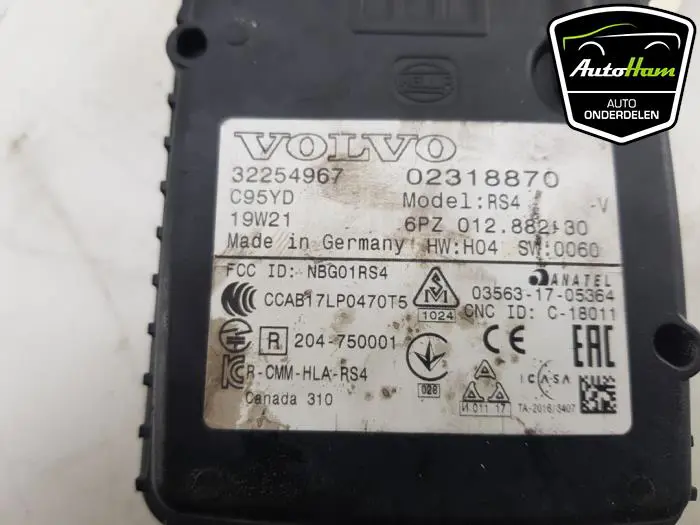 AutoHam
AUTO
ONDERDELEN
VOLVO
32254967 02318870
C95YD Model:RS4 -V
19W21 6PZ 012.882-30
Made in Germany HW:H04 SW:0060
FCC ID: NBG01RS4 ANATEL
CCAB17LP0470T5 03563-17-05364
1024 CNC ID: C-18011
R 204-750001 CE EAC
R-CMM-HLA-RS4 028 И 011 17 ICASA
Canada 310 TA-2016/3407